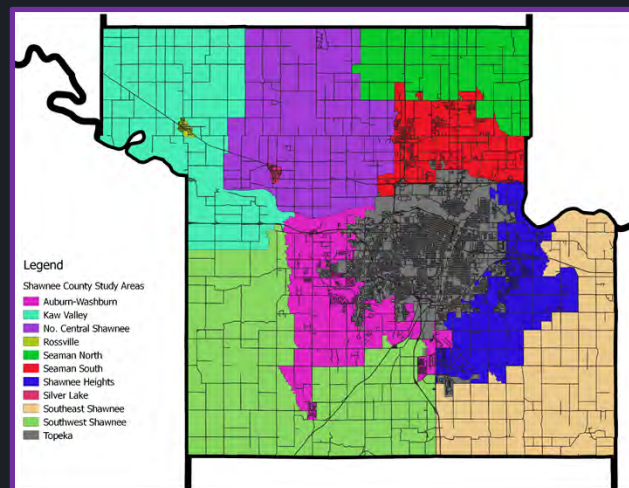 Legend
Shawnee County Study Areas
Auburn-Washburn
Kaw Valley
No. Central Shawnee
Rossville
Seaman North
Seaman South
Shawnee Heights
Silver Lake
Southeast Shawnee
Southwest Shawnee
Topeka